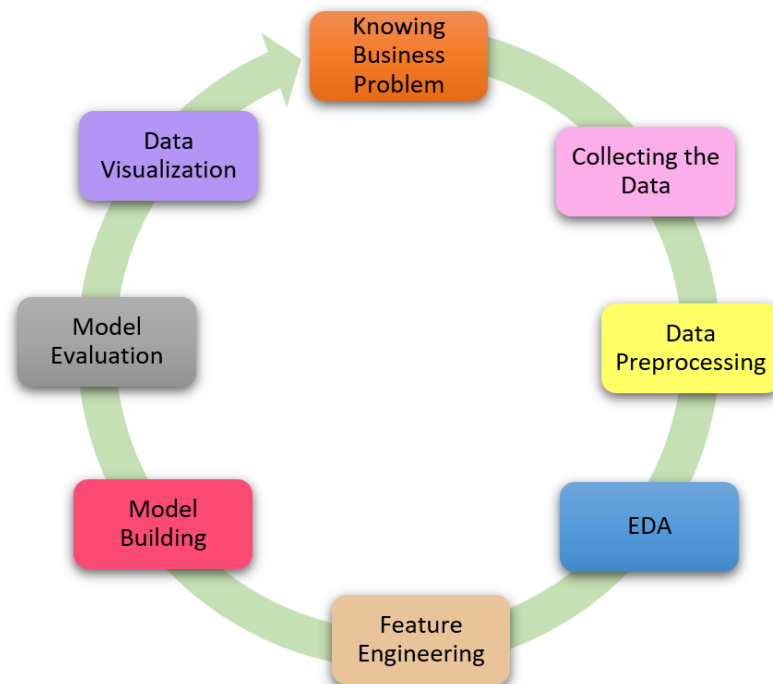 Knowing
Business
Problem
Collecting the
Data
Data
Preprocessing
EDA
Feature
Engineering
Model
Building
Model
Evaluation
Data
Visualization